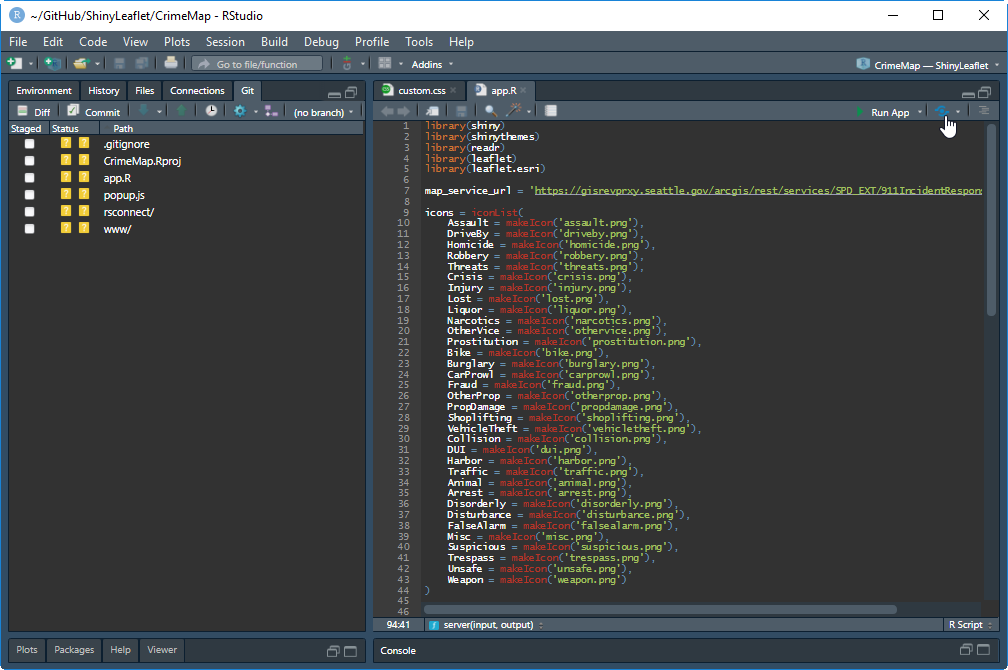 ~/GitHub/ShinyLeaflet/CrimeMap - RStudio
File Edit Code View Plots Session Build Debug Profile Tools Help
Go to file/function Addins CrimeMap — ShinyLeaflet
Environment History Files Connections Git
Diff Commit (no branch)
Staged Status Path
? ? .gitignore
? ? CrimeMap.Rproj
? ? app.R
? ? popup.js
? ? rsconnect/
? ? www/
custom.css app.R
Run App
1 library(shiny)
2 library(shinythemes)
3 library(readr)
4 library(leaflet)
5 library(leaflet.esri)
6
7 map_service_url = 'https://gisrevprxy.seattle.gov/arcgis/rest/services/SPD_EXT/911IncidentRespon
8
9 icons = iconList(
10 Assault = makeIcon('assault.png'),
11 DriveBy = makeIcon('driveby.png'),
12 Homicide = makeIcon('homicide.png'),
13 Robbery = makeIcon('robbery.png'),
14 Threats = makeIcon('threats.png'),
15 Crisis = makeIcon('crisis.png'),
16 Injury = makeIcon('injury.png'),
17 Lost = makeIcon('lost.png'),
18 Liquor = makeIcon('liquor.png'),
19 Narcotics = makeIcon('narcotics.png'),
20 OtherVice = makeIcon('othervice.png'),
21 Prostitution = makeIcon('prostitution.png'),
22 Bike = makeIcon('bike.png'),
23 Burglary = makeIcon('burglary.png'),
24 CarProwl = makeIcon('carprowl.png'),
25 Fraud = makeIcon('fraud.png'),
26 OtherProp = makeIcon('otherprop.png'),
27 PropDamage = makeIcon('propdamage.png'),
28 Shoplifting = makeIcon('shoplifting.png'),
29 VehicleTheft = makeIcon('vehicletheft.png'),
30 Collision = makeIcon('collision.png'),
31 DUI = makeIcon('dui.png'),
32 Harbor = makeIcon('harbor.png'),
33 Traffic = makeIcon('traffic.png'),
34 Animal = makeIcon('animal.png'),
35 Arrest = makeIcon('arrest.png'),
36 Disorderly = makeIcon('disorderly.png'),
37 Disturbance = makeIcon('disturbance.png'),
38 FalseAlarm = makeIcon('falsealarm.png'),
39 Misc = makeIcon('misc.png'),
40 Suspicious = makeIcon('suspicious.png'),
41 Trespass = makeIcon('trespass.png'),
42 Unsafe = makeIcon('unsafe.png'),
43 Weapon = makeIcon('weapon.png')
44 )
45
46
94:41 server(input, output) R Script
Plots Packages Help Viewer
Console